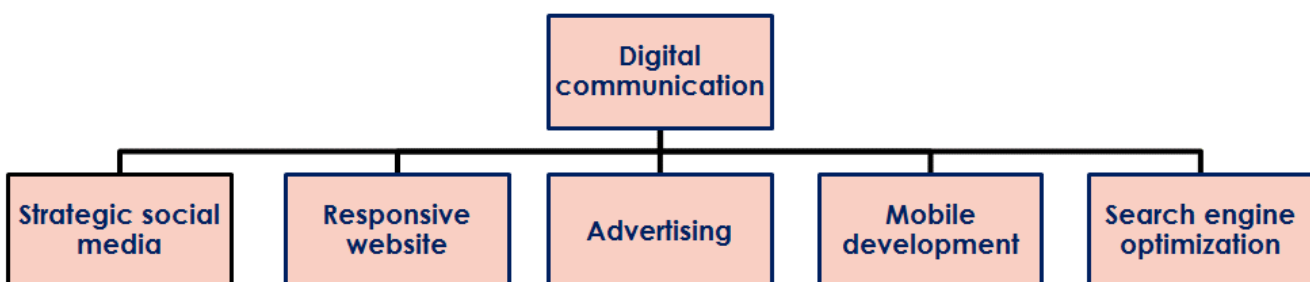 Digital
communication
Strategic social
media
Responsive
website
Advertising
Mobile
development
Search engine
optimization